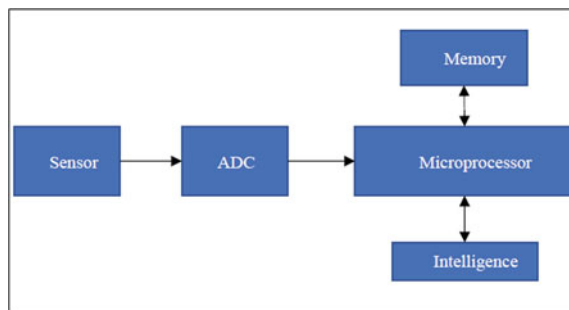 Memory
Sensor
ADC
Microprocessor
Intelligence